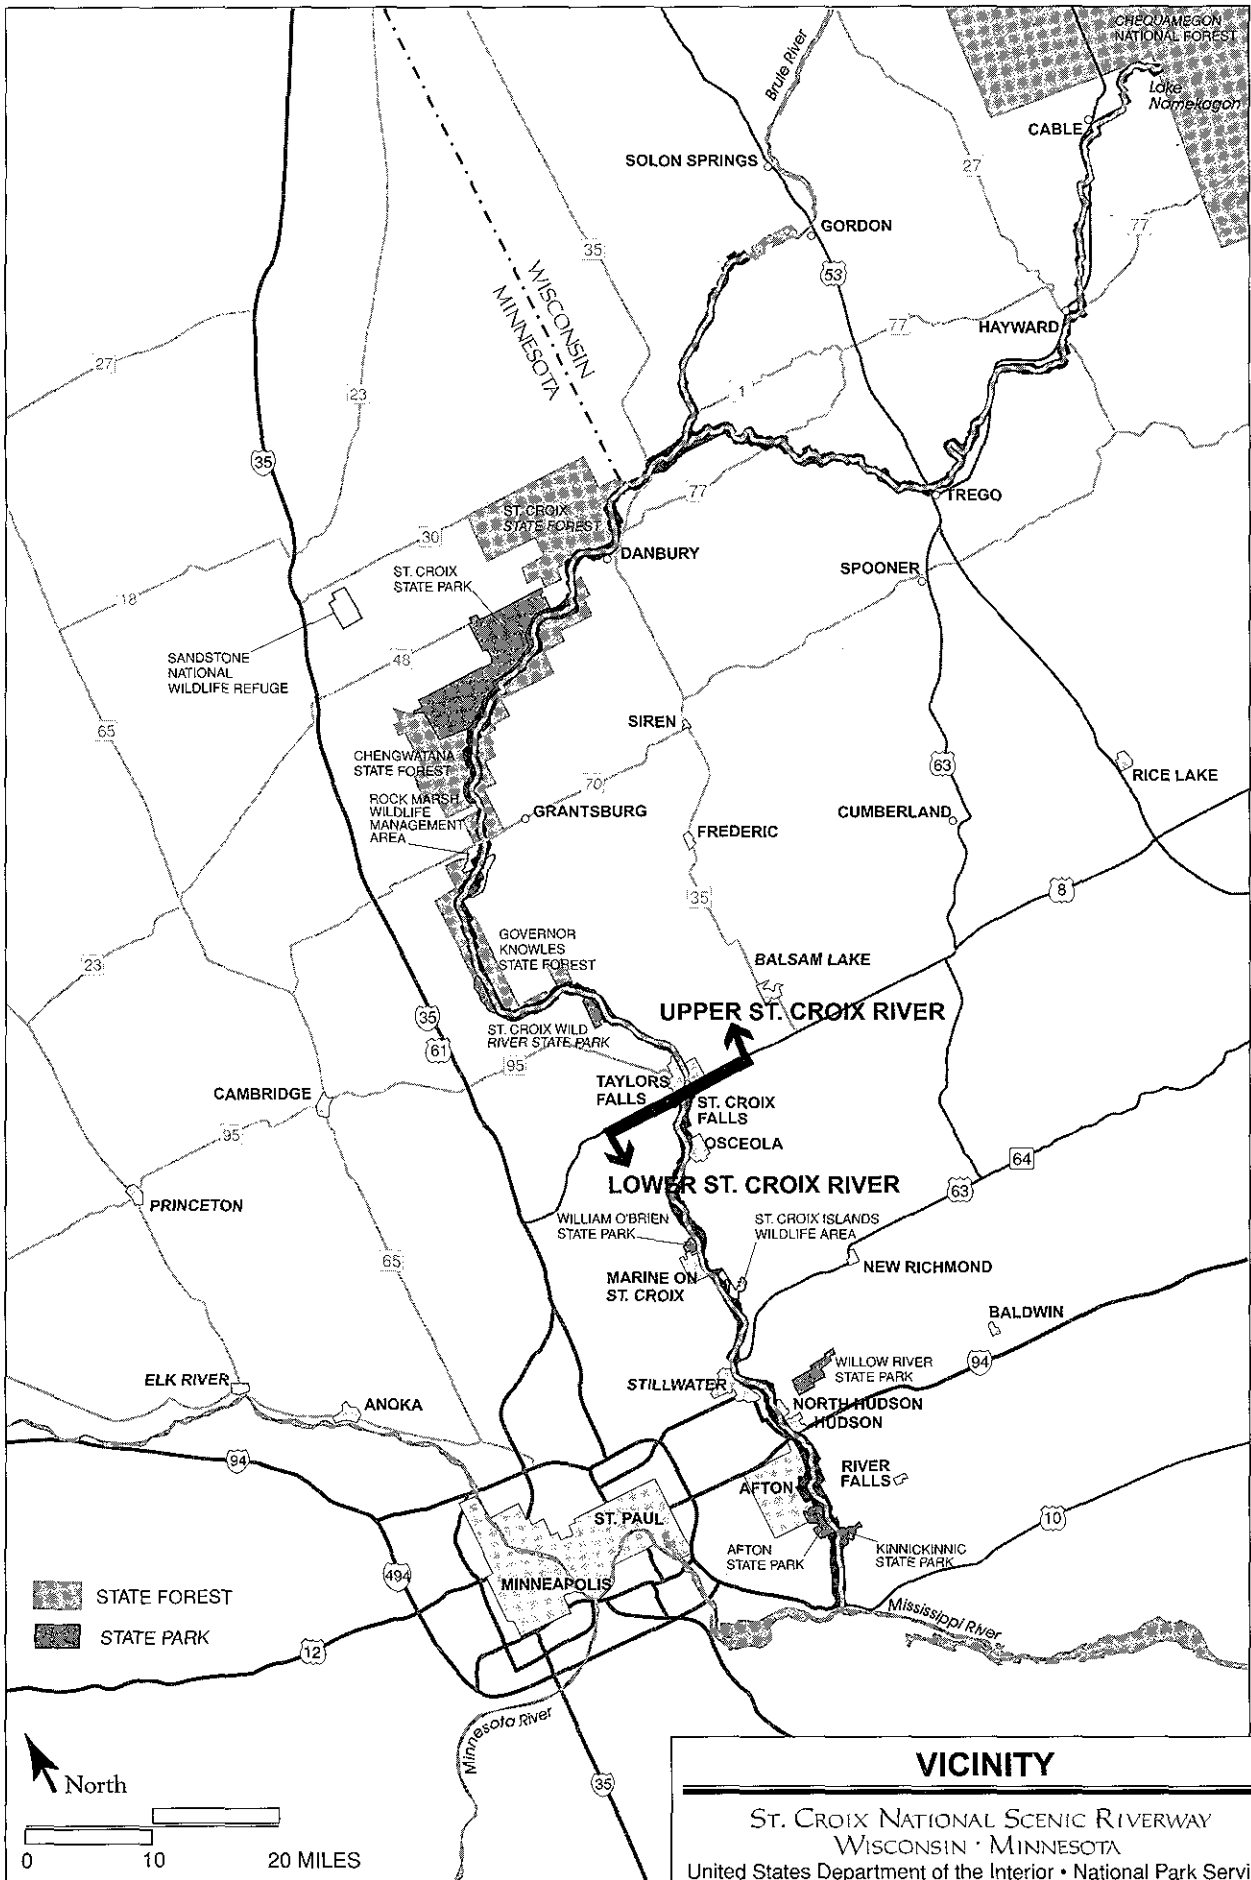 CHEQUAMEGON
NATIONAL FOREST
Lake
Namekagon
Brule River
CABLE
SOLON SPRINGS
27
GORDON
77
35
53
WISCONSIN
MINNESOTA
HAYWARD
77
27
23
1
35
77
TREGO
ST. CROIX
STATE FOREST
30
DANBURY
SPOONER
ST. CROIX
STATE PARK
18
SANDSTONE
NATIONAL
WILDLIFE REFUGE
48
65
SIREN
CHENGWATANA
STATE FOREST
63
RICE LAKE
70
ROCK MARSH
WILDLIFE
MANAGEMENT
AREA
GRANTSBURG
CUMBERLAND
FREDERIC
35
8
GOVERNOR
KNOWLES
STATE FOREST
23
BALSAM LAKE
UPPER ST. CROIX RIVER
35
61
ST. CROIX WILD
RIVER STATE PARK
95
TAYLORS
FALLS
CAMBRIDGE
ST. CROIX
FALLS
95
OSCEOLA
64
LOWER ST. CROIX RIVER
63
PRINCETON
WILLIAM O'BRIEN
STATE PARK
ST. CROIX ISLANDS
WILDLIFE AREA
65
NEW RICHMOND
MARINE ON
ST. CROIX
BALDWIN
94
WILLOW RIVER
STATE PARK
ELK RIVER
STILLWATER
ANOKA
NORTH HUDSON
HUDSON
94
RIVER
FALLS
AFTON
ST. PAUL
10
AFTON
STATE PARK
KINNICKINNIC
STATE PARK
494
MINNEAPOLIS
STATE FOREST
Mississippi River
STATE PARK
12
Minnesota River
35
North
0 10 20 MILES
VICINITY
ST. CROIX NATIONAL SCENIC RIVERWAY
WISCONSIN · MINNESOTA
United States Department of the Interior • National Park Servi